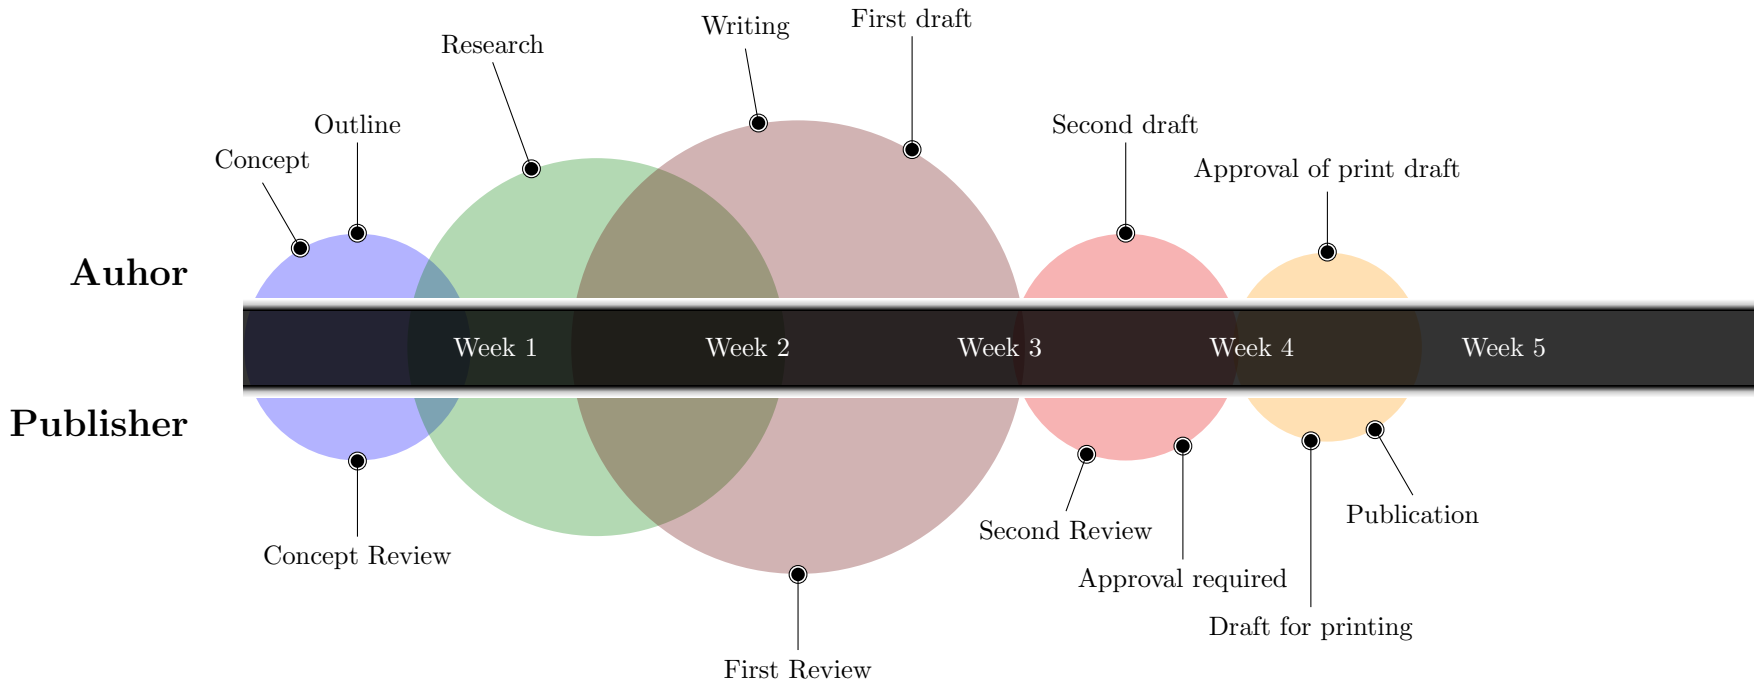 First draft
Writing
Research
Outline
Second draft
Concept
Approval of print draft
Auhor
Week 1
Week 2
Week 3
Week 4
Week 5
Publisher
Publication
Second Review
Concept Review
Approval required
Draft for printing
First Review